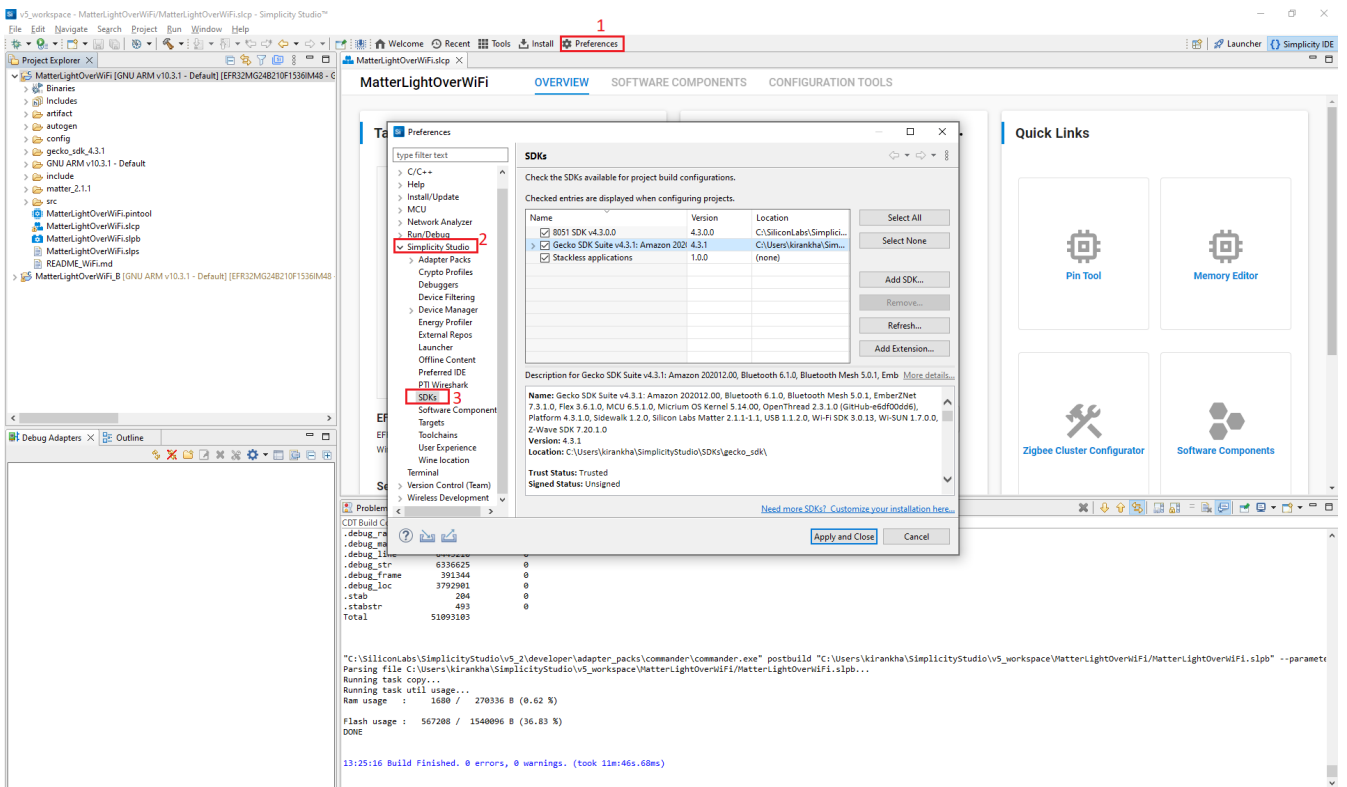 v5_workspace - MatterLightOverWiFi/MatterLightOverWiFi.slcp - Simplicity Studio™
File Edit Navigate Search Project Run Window Help
1
Welcome Recent Tools Install Preferences
Launcher Simplicity IDE
Project Explorer
MatterLightOverWiFi [GNU ARM v10.3.1 - Default] [EFR32MG24B210F1536IM48 - G
Binaries
Includes
artifact
autogen
config
gecko_sdk_4.3.1
GNU ARM v10.3.1 - Default
include
matter_2.1.1
src
MatterLightOverWiFi.pintool
MatterLightOverWiFi.slcp
MatterLightOverWiFi.slpb
MatterLightOverWiFi.slps
README_WiFi.md
MatterLightOverWiFi_B [GNU ARM v10.3.1 - Default] [EFR32MG24B210F1536IM48 -
Debug Adapters Outline
MatterLightOverWiFi.slcp
MatterLightOverWiFi OVERVIEW SOFTWARE COMPONENTS CONFIGURATION TOOLS
Ta
Quick Links
Pin Tool
Memory Editor
Zigbee Cluster Configurator
Software Components
Preferences
type filter text
C/C++
Help
Install/Update
MCU
Network Analyzer
Run/Debug
Simplicity Studio
2
Adapter Packs
Crypto Profiles
Debuggers
Device Filtering
Device Manager
Energy Profiler
External Repos
Launcher
Offline Content
Preferred IDE
PTI Wireshark
SDKs
3
Software Component
Targets
Toolchains
User Experience
Wine location
Terminal
Version Control (Team)
Wireless Development
SDKs
Check the SDKs available for project build configurations.
Checked entries are displayed when configuring projects.
Name Version Location
8051 SDK v4.3.0.0 4.3.0.0 C:\SiliconLabs\Simplici...
Gecko SDK Suite v4.3.1: Amazon 202 4.3.1 C:\Users\kirankha\Sim...
Stackless applications 1.0.0 (none)
Select All
Select None
Add SDK...
Remove...
Refresh...
Add Extension...
Description for Gecko SDK Suite v4.3.1: Amazon 202012.00, Bluetooth 6.1.0, Bluetooth Mesh 5.0.1, Emb More details...
Name: Gecko SDK Suite v4.3.1: Amazon 202012.00, Bluetooth 6.1.0, Bluetooth Mesh 5.0.1, EmberZNet
7.3.1.0, Flex 3.6.1.0, MCU 6.5.1.0, Micrium OS Kernel 5.14.00, OpenThread 2.3.1.0 (GitHub-e6df00dd6),
Platform 4.3.1.0, Sidewalk 1.2.0, Silicon Labs Matter 2.1.1-1.1, USB 1.1.2.0, Wi-Fi SDK 3.0.13, Wi-SUN 1.7.0.0,
Z-Wave SDK 7.20.1.0
Version: 4.3.1
Location: C:\Users\kirankha\SimplicityStudio\SDKs\gecko_sdk\
Trust Status: Trusted
Signed Status: Unsigned
Need more SDKs? Customize your installation here...
Apply and Close Cancel
EF
EF
Wi
Se
Problem
CDT Build C
.debug_ra
.debug_ma
.debug_line 8445210 0
.debug_str 6336625 0
.debug_frame 391344 0
.debug_loc 3792901 0
.stab 204 0
.stabstr 493 0
Total 51093103
"C:\SiliconLabs\SimplicityStudio\v5_2\developer\adapter_packs\commander\commander.exe" postbuild "C:\Users\kirankha\SimplicityStudio\v5_workspace\MatterLightOverWiFi/MatterLightOverWiFi.slpb" --paramete
Parsing file C:\Users\kirankha\SimplicityStudio\v5_workspace\MatterLightOverWiFi/MatterLightOverWiFi.slpb...
Running task copy...
Running task util usage...
Ram usage : 1680 / 270336 B (0.62 %)
Flash usage : 567208 / 1540096 B (36.83 %)
DONE
13:25:16 Build Finished. 0 errors, 0 warnings. (took 11m:46s.68ms)